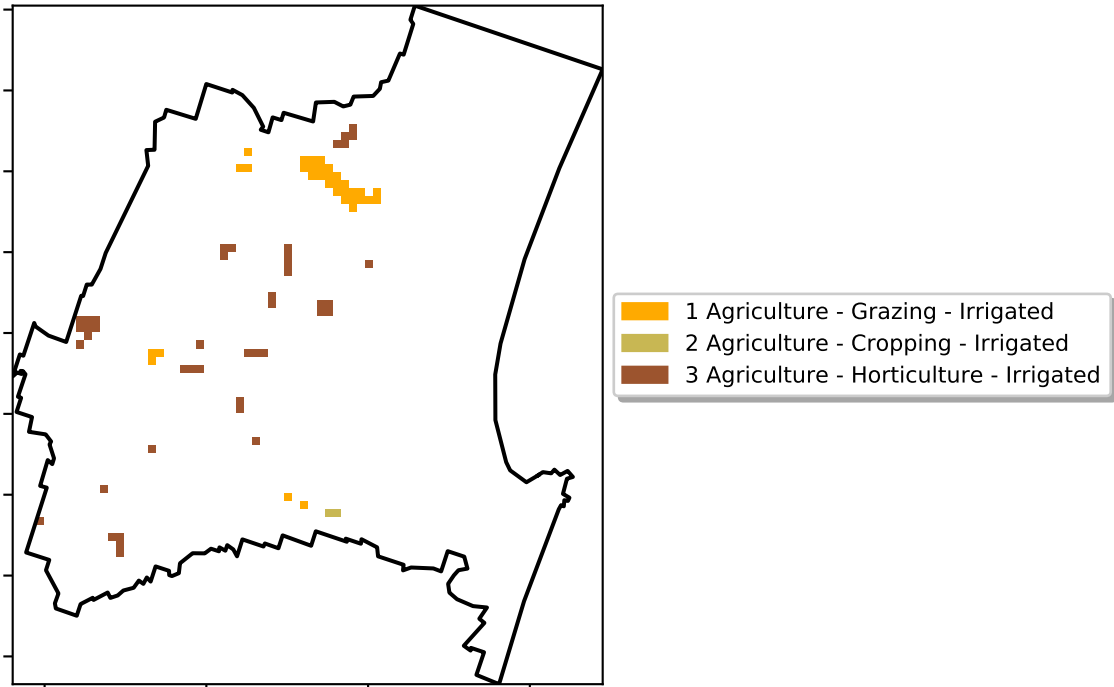 1 Agriculture - Grazing - Irrigated
2 Agriculture - Cropping - Irrigated
3 Agriculture - Horticulture - Irrigated